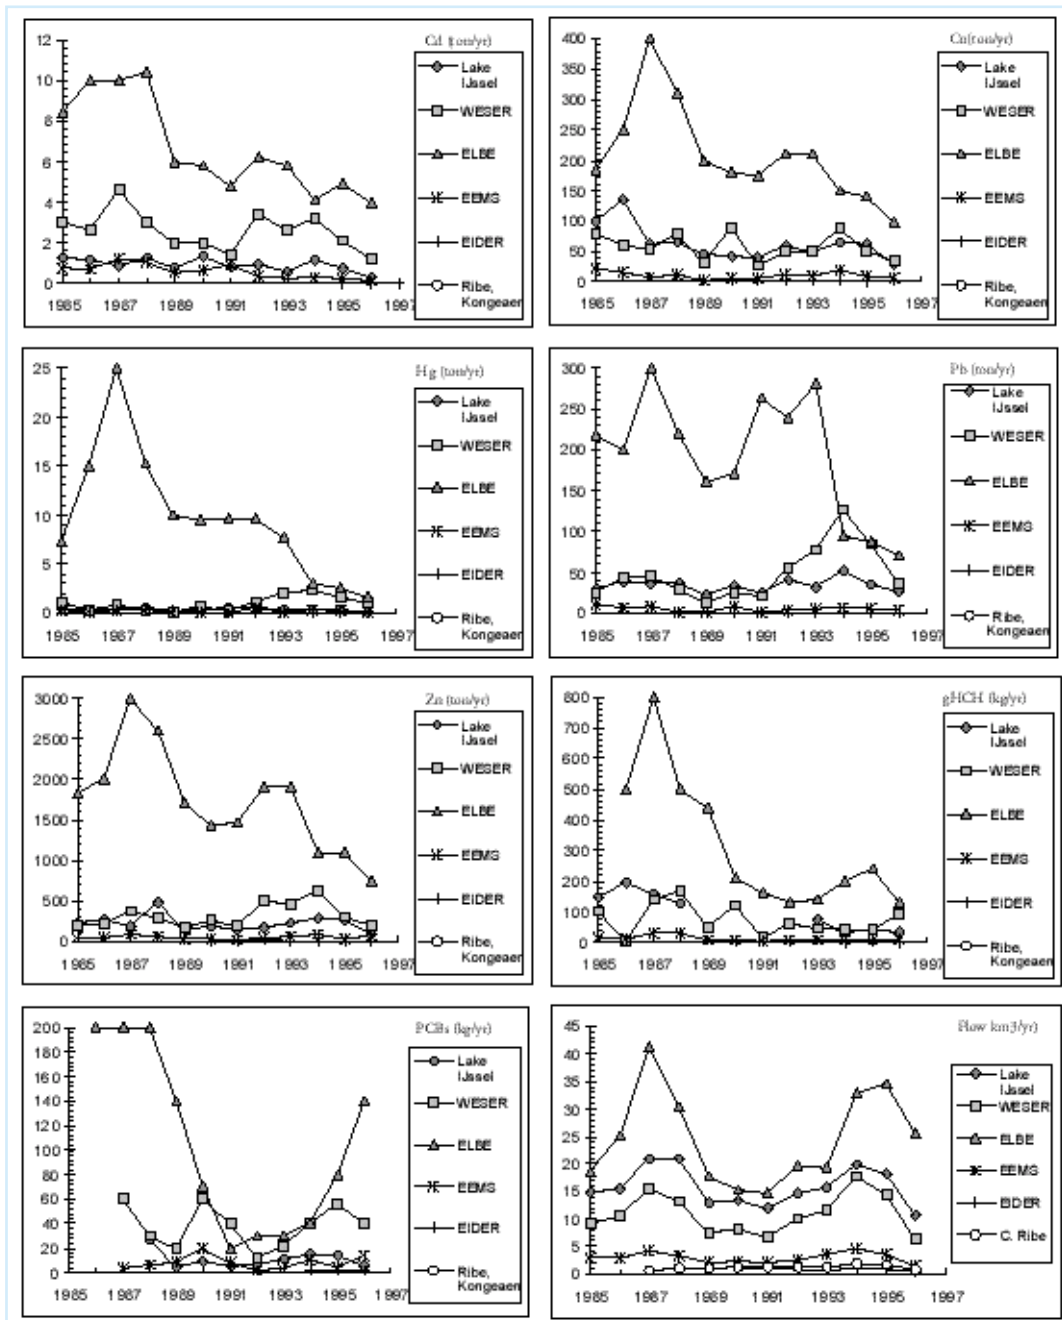 Cd (ton/yr)
12
10
8
6
4
2
0
1985 1987 1989 1991 1993 1995 1997
Lake
IJssel
WESER
ELBE
EEMS
EIDER
Ribe,
Kongeaen
Cu(ton/yr)
400
350
300
250
200
150
100
50
0
1985 1987 1989 1991 1993 1995 1997
Lake
IJssel
WESER
ELBE
EEMS
EIDER
Ribe,
Kongeaen
Hg (ton/yr)
25
20
15
10
5
0
1985 1987 1989 1991 1993 1995 1997
Lake
IJssel
WESER
ELBE
EEMS
EIDER
Ribe,
Kongeaen
Pb (ton/yr)
300
250
200
150
100
50
0
1985 1987 1989 1991 1993 1995 1997
Lake
IJssel
WESER
ELBE
EEMS
EIDER
Ribe,
Kongeaen
Zn (ton/yr)
3000
2500
2000
1500
1000
500
0
1985 1987 1989 1991 1993 1995 1997
Lake
IJssel
WESER
ELBE
EEMS
EIDER
Ribe,
Kongeaen
gHCH (kg/yr)
800
700
600
500
400
300
200
100
0
1985 1987 1989 1991 1993 1995 1997
Lake
IJssel
WESER
ELBE
EEMS
EIDER
Ribe,
Kongeaen
PCBs (kg/yr)
200
180
160
140
120
100
80
60
40
20
0
1985 1987 1989 1991 1993 1995 1997
Lake
IJssel
WESER
ELBE
EEMS
EIDER
Ribe,
Kongeaen
Flow km3/yr)
45
40
35
30
25
20
15
10
5
0
1985 1987 1989 1991 1993 1995 1997
Lake
IJssel
WESER
ELBE
EEMS
EIDER
C. Ribe